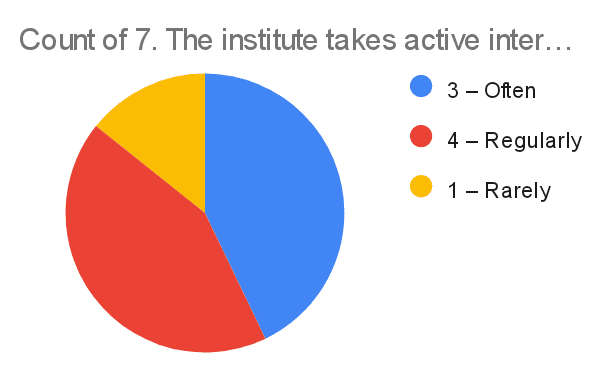 Count of 7. The institute takes active inter…
3 – Often
4 – Regularly
1 – Rarely